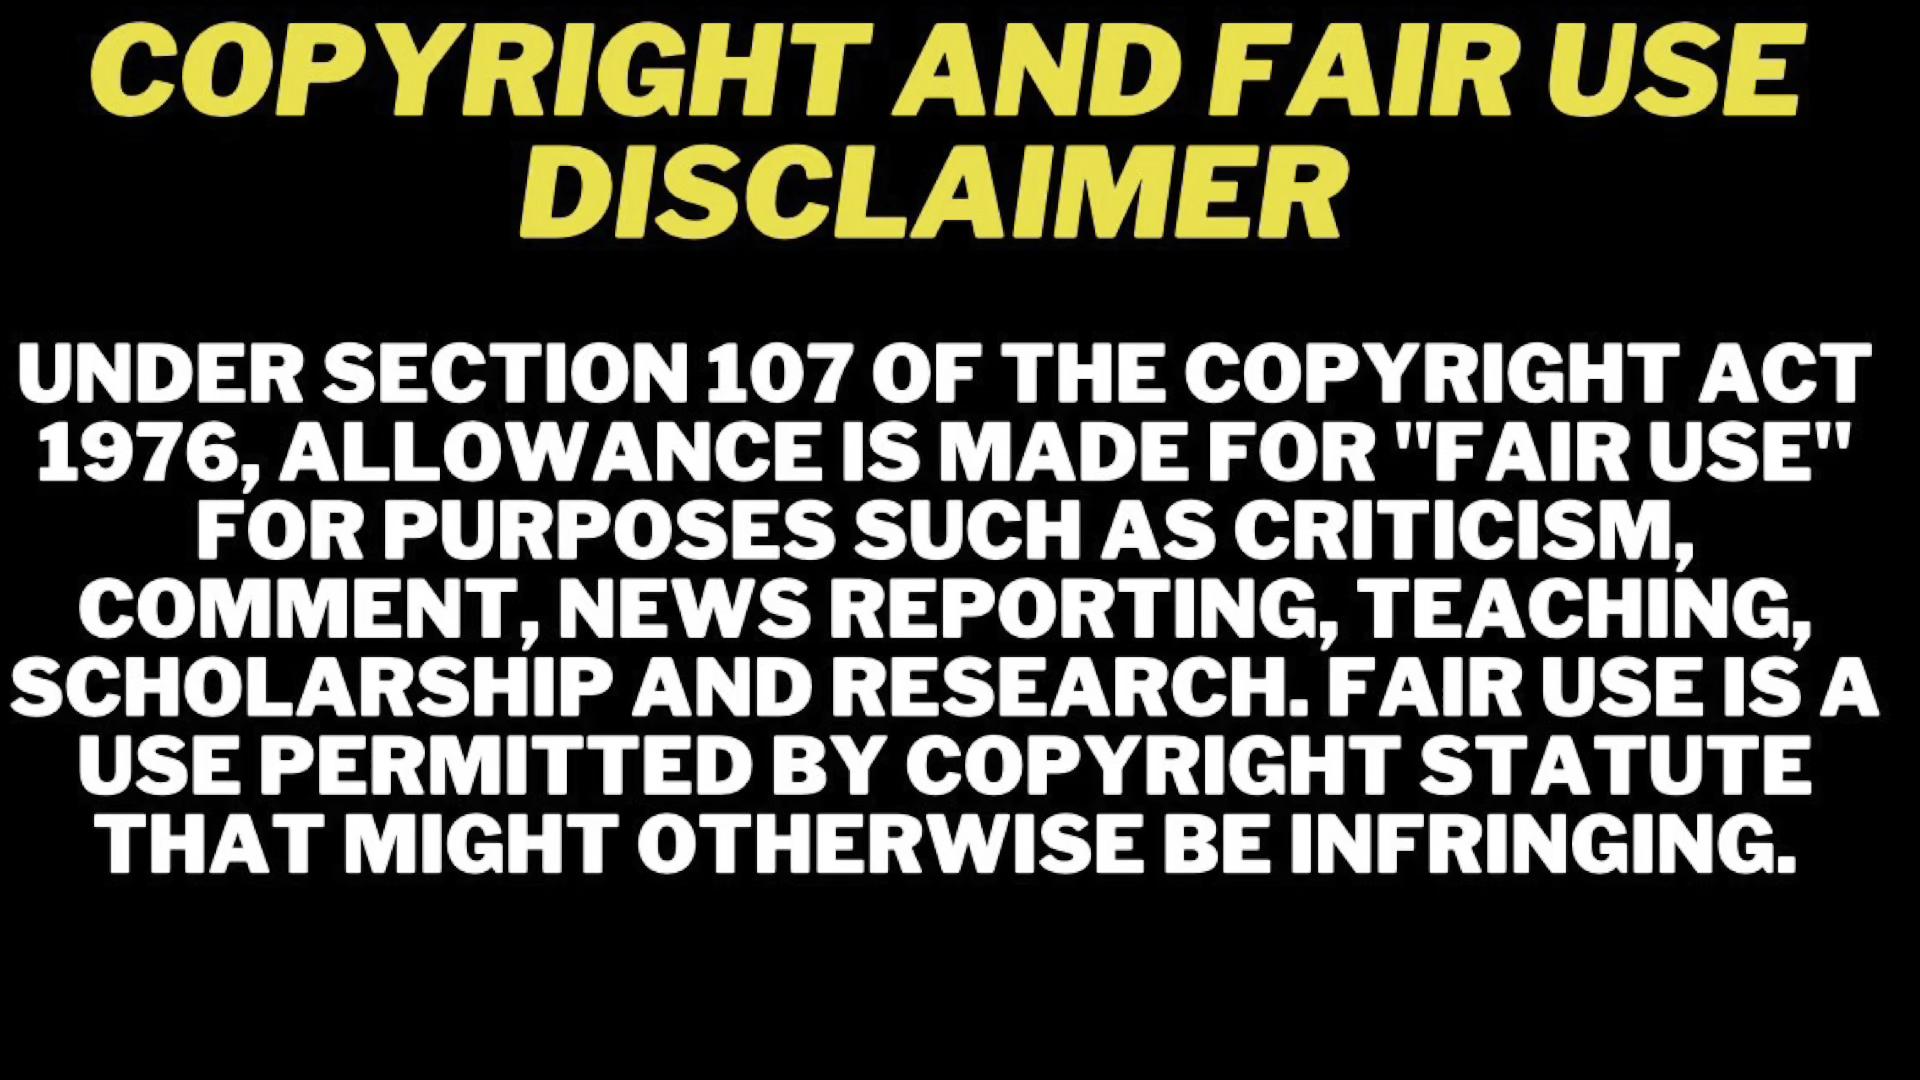 COPYRIGHT AND FAIR USE
DISCLAIMER
UNDER SECTION 107 OF THE COPYRIGHT ACT
1976, ALLOWANCE IS MADE FOR "FAIR USE"
FOR PURPOSES SUCH AS CRITICISM,
COMMENT, NEWS REPORTING, TEACHING,
SCHOLARSHIP AND RESEARCH. FAIR USE IS A
USE PERMITTED BY COPYRIGHT STATUTE
THAT MIGHT OTHERWISE BE INFRINGING.